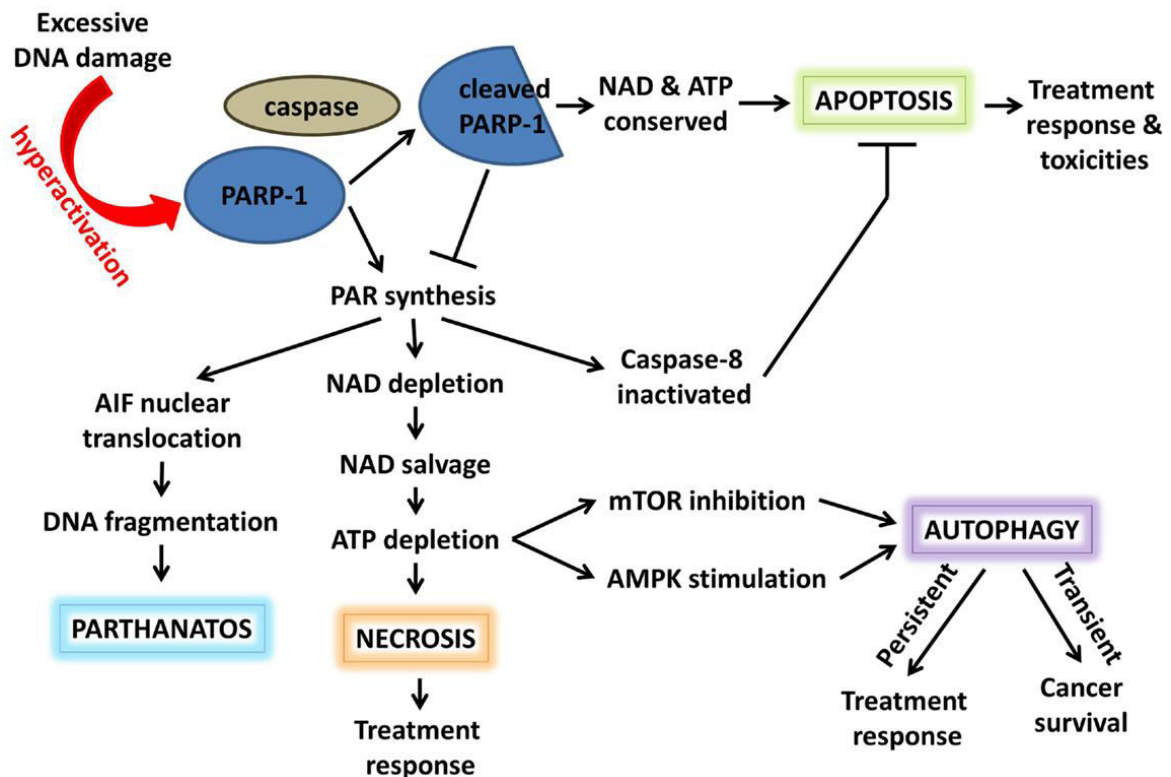 Excessive
DNA damage
hyperactivation
caspase
PARP-1
cleaved
PARP-1
NAD & ATP
conserved
APOPTOSIS
Treatment
response &
toxicities
PAR synthesis
AIF nuclear
translocation
DNA fragmentation
PARTHANATOS
NAD depletion
NAD salvage
ATP depletion
NECROSIS
Treatment
response
Caspase-8
inactivated
mTOR inhibition
AMPK stimulation
AUTOPHAGY
Persistent
Transient
Treatment
response
Cancer
survival